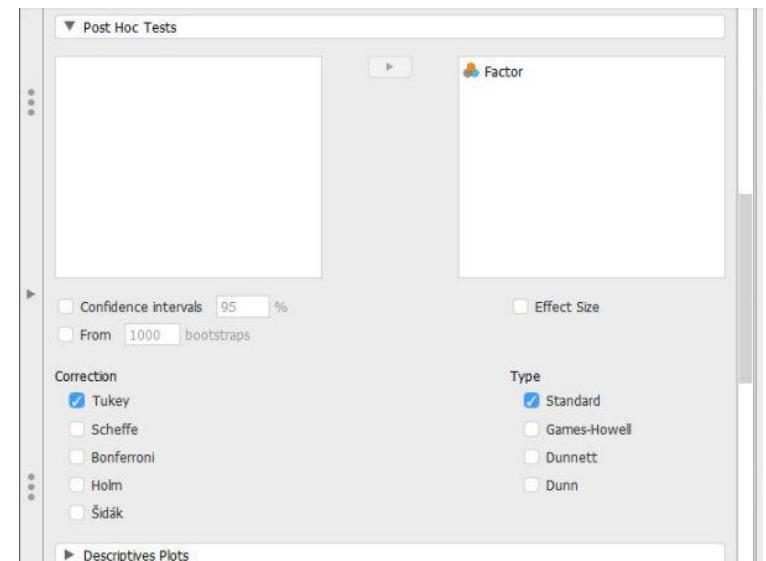 Post Hoc Tests
Factor
Confidence intervals 95 %
Effect Size
From 1000 bootstraps
Correction
Type
Tukey
Standard
Scheffe
Games-Howell
Bonferroni
Dunnett
Holm
Dunn
Šidák
Descriptives Plots